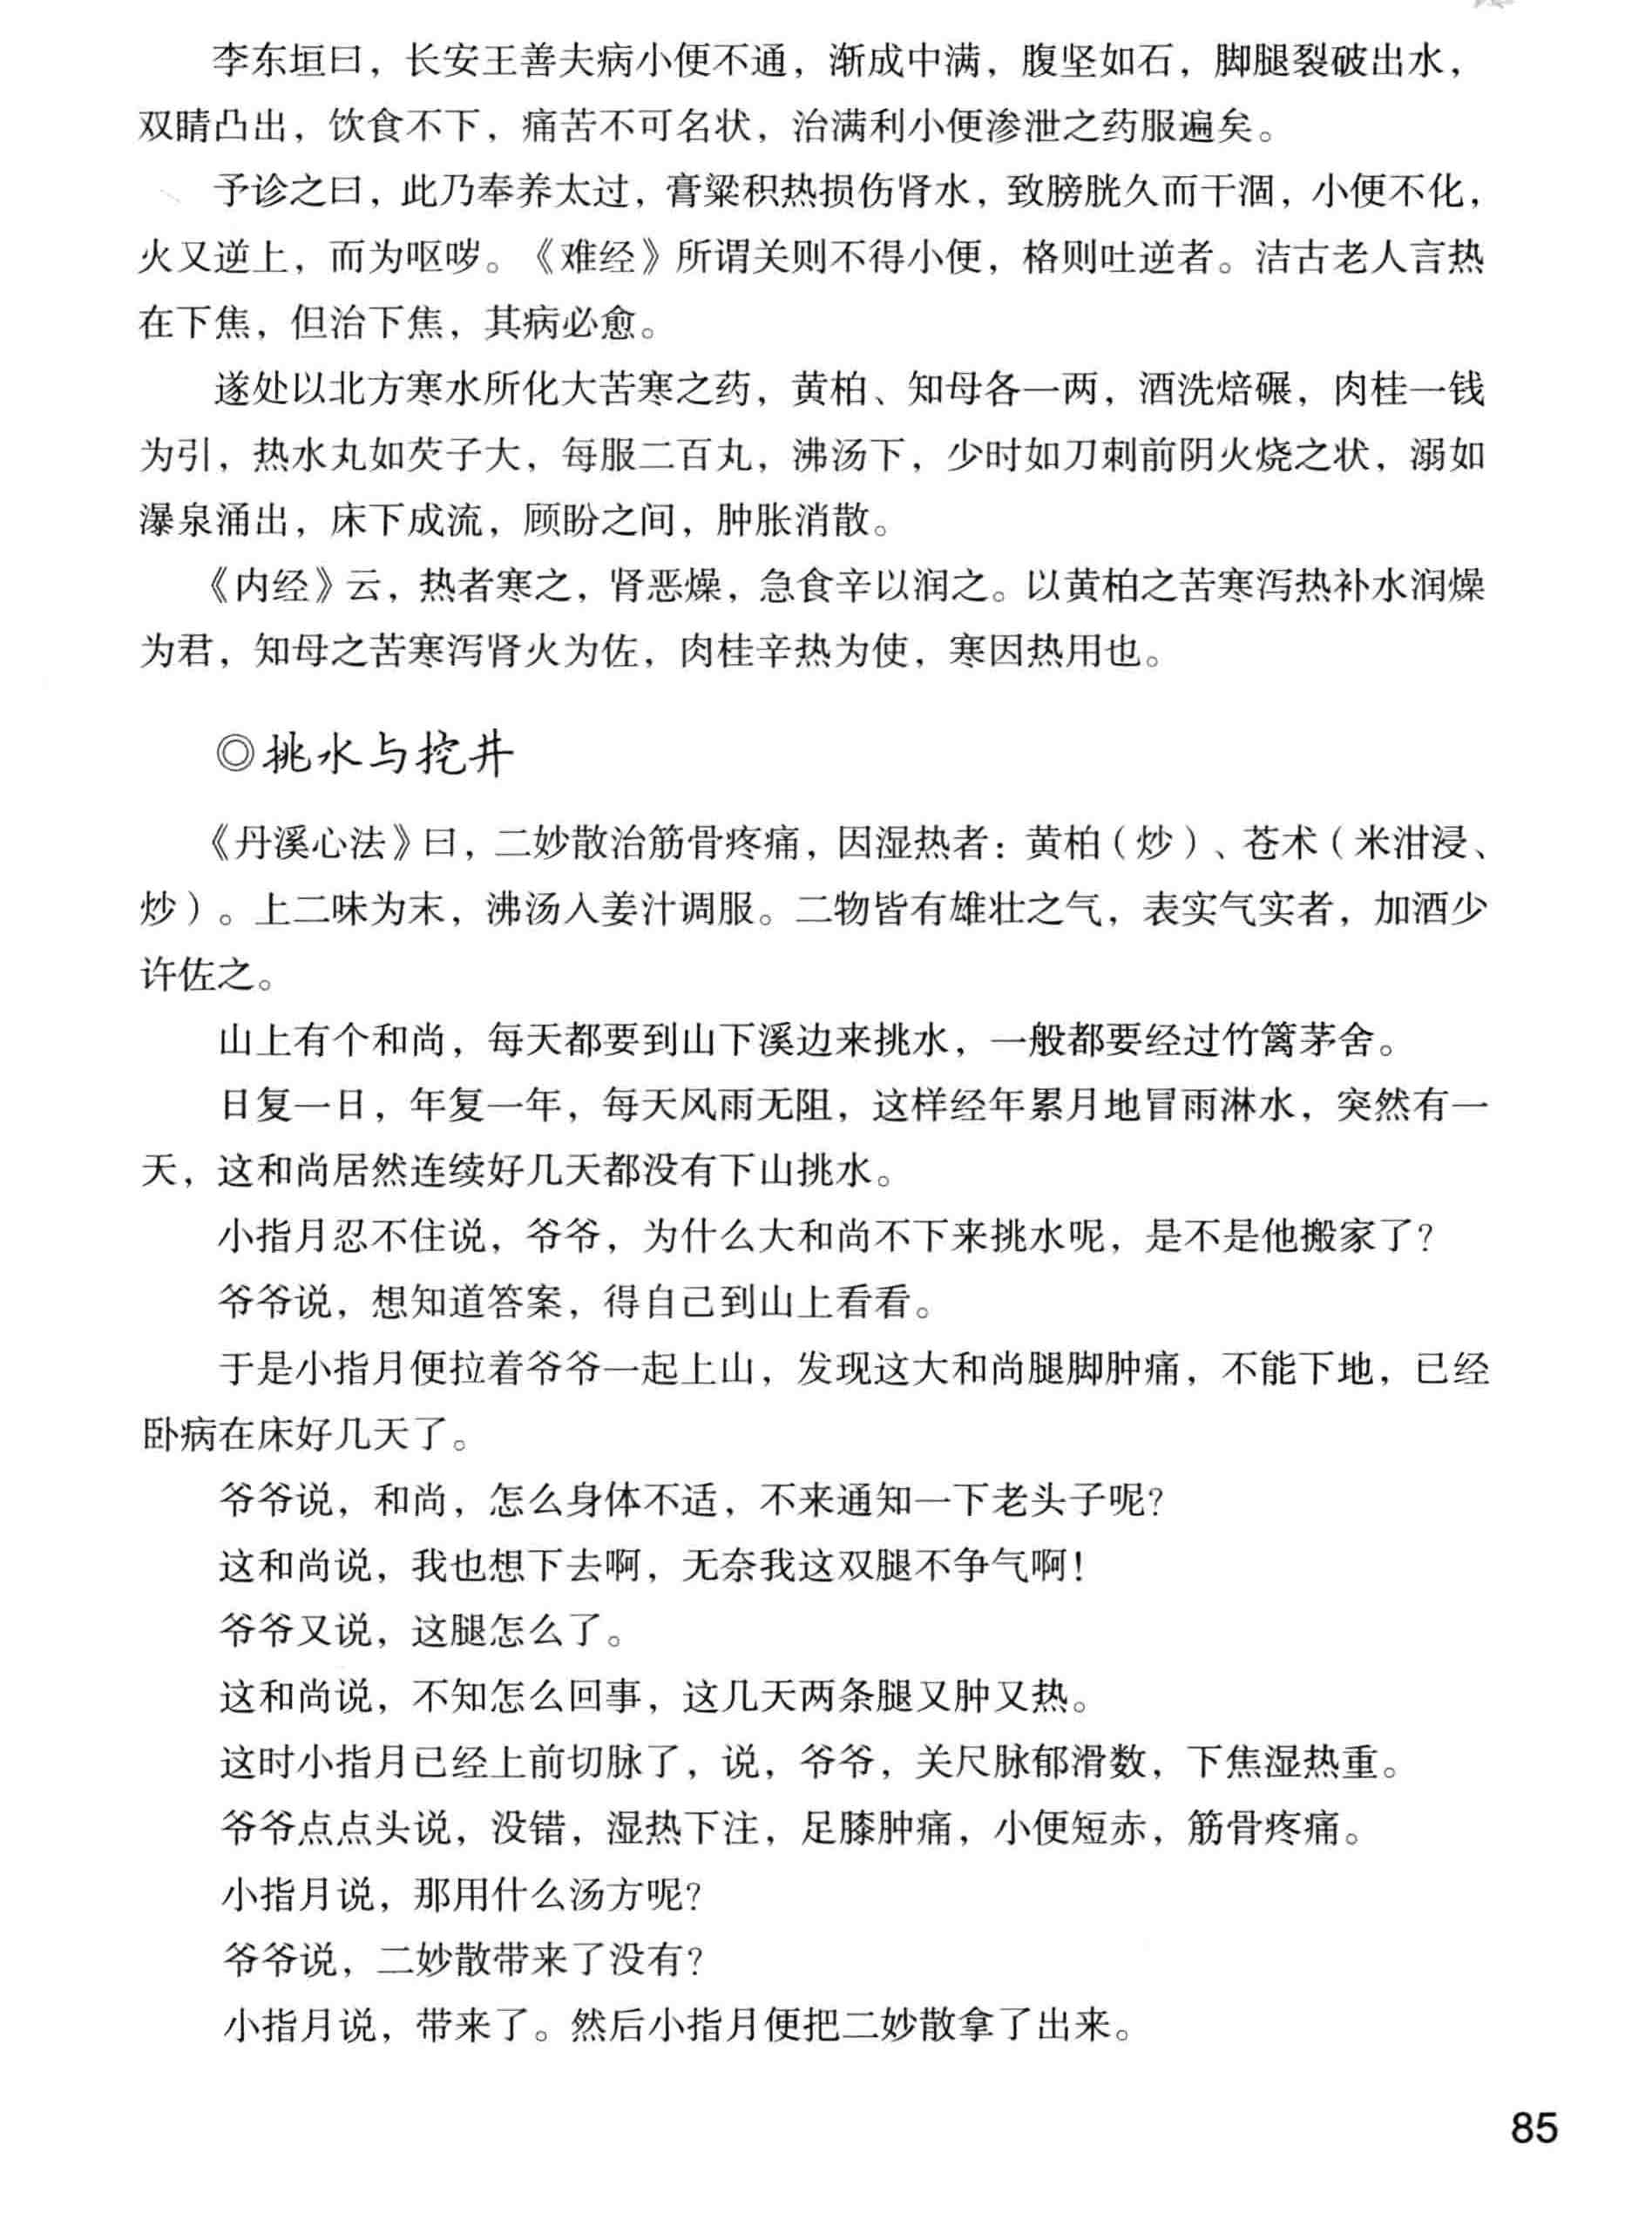 李东垣曰，长安王善夫病小便不通，渐成中满，腹坚如石，脚腿裂破出水，
双睛凸出，饮食不下，痛苦不可名状，治满利小便渗泄之药服遍矣。
予诊之曰，此乃奉养太过，膏粱积热损伤肾水，致膀胱久而干涸，小便不化，
火又逆上，而为呕哕。《难经》所谓关则不得小便，格则吐逆者。洁古老人言热
在下焦，但治下焦，其病必愈。
遂处以北方寒水所化大苦寒之药，黄柏、知母各一两，酒洗焙碾，肉桂一钱
为引，热水丸如芡子大，每服二百丸，沸汤下，少时如刀刺前阴火烧之状，溺如
瀑泉涌出，床下成流，顾盼之间，肿胀消散。
《内经》云，热者寒之，肾恶燥，急食辛以润之。以黄柏之苦寒泻热补水润燥
为君，知母之苦寒泻肾火为佐，肉桂辛热为使，寒因热用也。
◎挑水与挖井
《丹溪心法》曰，二妙散治筋骨疼痛，因湿热者：黄柏（炒）、苍术（米泔浸、
炒）。上二味为末，沸汤入姜汁调服。二物皆有雄壮之气，表实气实者，加酒少
许佐之。
山上有个和尚，每天都要到山下溪边来挑水，一般都要经过竹篱茅舍。
日复一日，年复一年，每天风雨无阻，这样经年累月地冒雨淋水，突然有一
天，这和尚居然连续好几天都没有下山挑水。
小指月忍不住说，爷爷，为什么大和尚不下来挑水呢，是不是他搬家了？
爷爷说，想知道答案，得自己到山上看看。
于是小指月便拉着爷爷一起上山，发现这大和尚腿脚肿痛，不能下地，已经
卧病在床好几天了。
爷爷说，和尚，怎么身体不适，不来通知一下老头子呢？
这和尚说，我也想下去啊，无奈我这双腿不争气啊！
爷爷又说，这腿怎么了。
这和尚说，不知怎么回事，这几天两条腿又肿又热。
这时小指月已经上前切脉了，说，爷爷，关尺脉郁滑数，下焦湿热重。
爷爷点点头说，没错，湿热下注，足膝肿痛，小便短赤，筋骨疼痛。
小指月说，那用什么汤方呢？
爷爷说，二妙散带来了没有？
小指月说，带来了。然后小指月便把二妙散拿了出来。
85